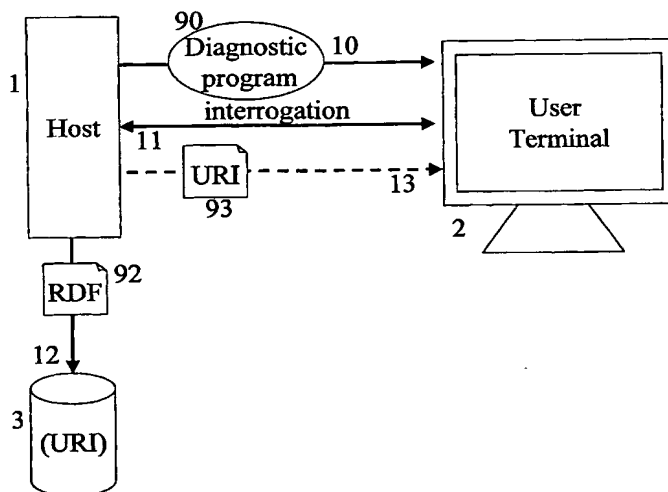 90
Diagnostic
program
10
interrogation
1
Host
11
User
Terminal
URI
93
13
2
RDF
92
12
3
(URI)